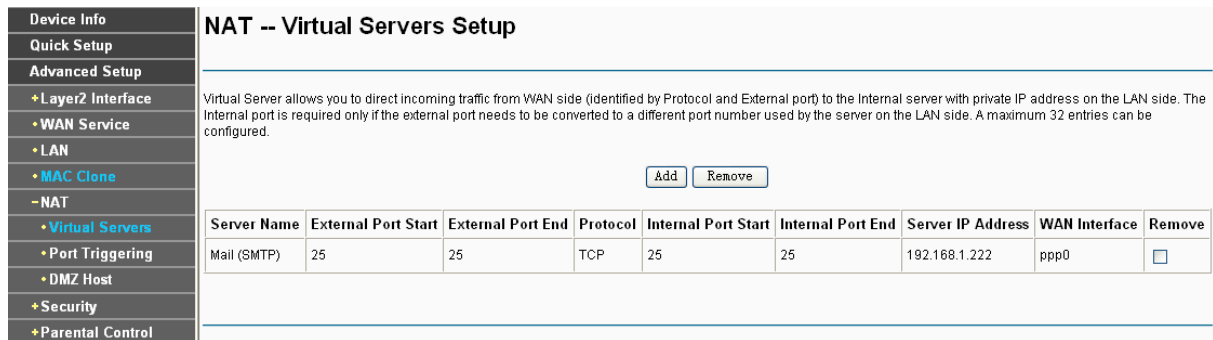 Device Info
Quick Setup
Advanced Setup
+Layer2 Interface
•WAN Service
•LAN
•MAC Clone
-NAT
•Virtual Servers
•Port Triggering
•DMZ Host
+Security
+Parental Control
NAT -- Virtual Servers Setup
Virtual Server allows you to direct incoming traffic from WAN side (identified by Protocol and External port) to the Internal server with private IP address on the LAN side. The
Internal port is required only if the external port needs to be converted to a different port number used by the server on the LAN side. A maximum 32 entries can be
configured.
Add Remove
Server Name External Port Start External Port End Protocol Internal Port Start Internal Port End Server IP Address WAN Interface Remove
Mail (SMTP) 25 25 TCP 25 25 192.168.1.222 ppp0